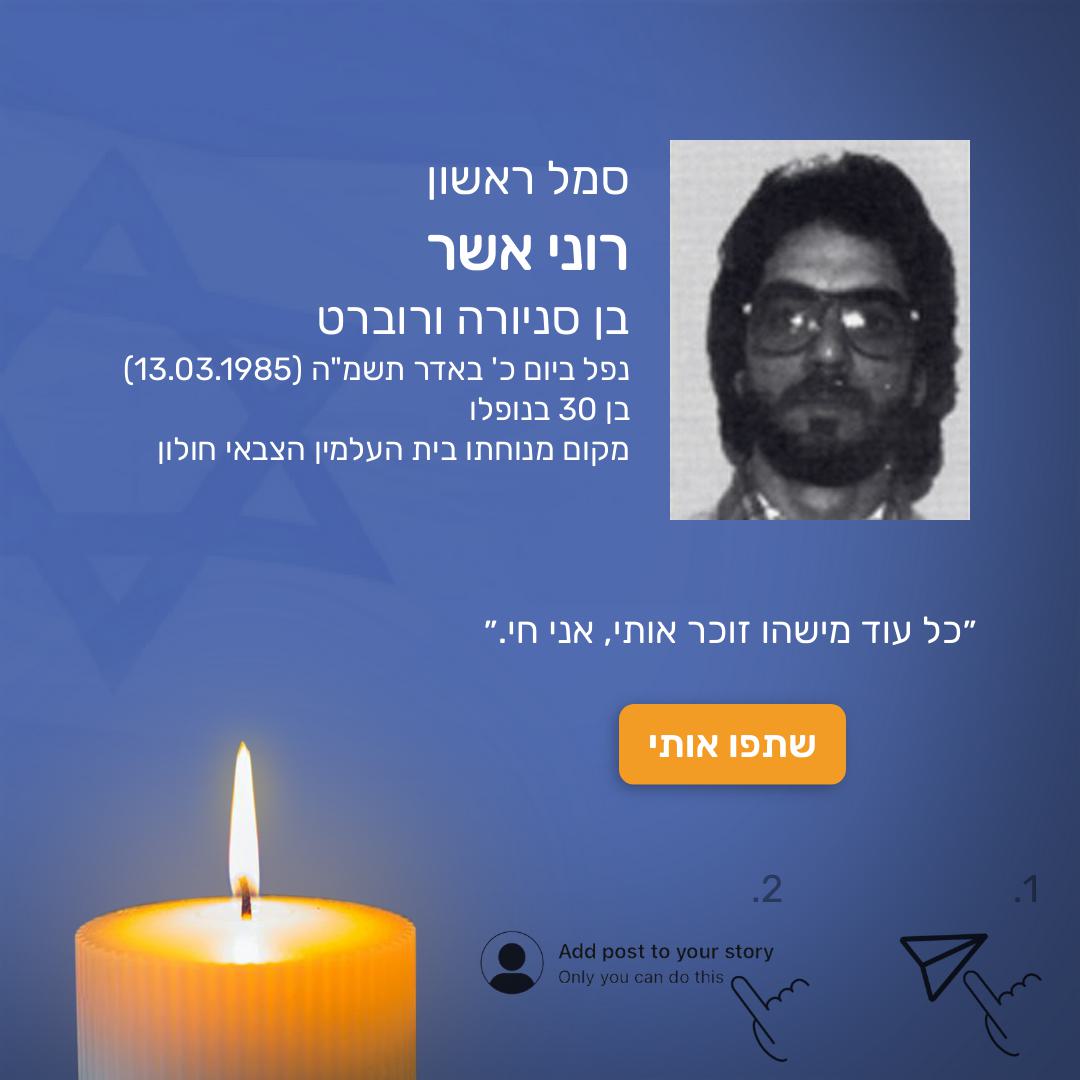 סמל ראשון
רוני אשר
בן סניורה ורוברט
נפל ביום כ' באדר תשמ"ה (13.03.1985)
בן 30 בנופלו
מקום מנוחתו בית העלמין הצבאי חולון
״כל עוד מישהו זוכר אותי, אני חי.״
שתפו אותי
1.
2.
Add post to your story
Only you can do this